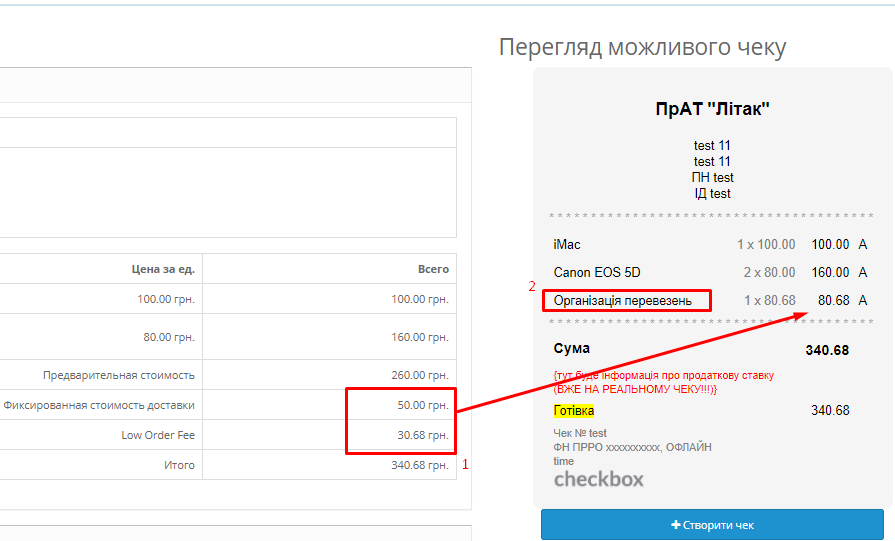 Перегляд можливого чеку
ПрАТ "Літак"
test 11
test 11
ПН test
ІД test
* * * * * * * * * * * * * * * * * * * * * * * * * * * * * * * * * * * * * *
iMac 1 x 100.00 100.00 А
Canon EOS 5D 2 x 80.00 160.00 А
2
Організація перевезень 1 x 80.68 80.68 А
* * * * * * * * * * * * * * * * * * * * * * * * * * * * * * * * * * * * * *
Сума 340.68
{тут буде інформація про продаткову ставку
(ВЖЕ НА РЕАЛЬНОМУ ЧЕКУ!!!)}
Готівка 340.68
Чек № test
ФН ПРРО xxxxxxxxxx, ОФЛАЙН
time
checkbox
+ Створити чек
Цена за ед. Всего
100.00 грн. 100.00 грн.
80.00 грн. 160.00 грн.
Предварительная стоимость 260.00 грн.
Фиксированная стоимость доставки 50.00 грн.
Low Order Fee 30.68 грн.
Итого 340.68 грн.
1